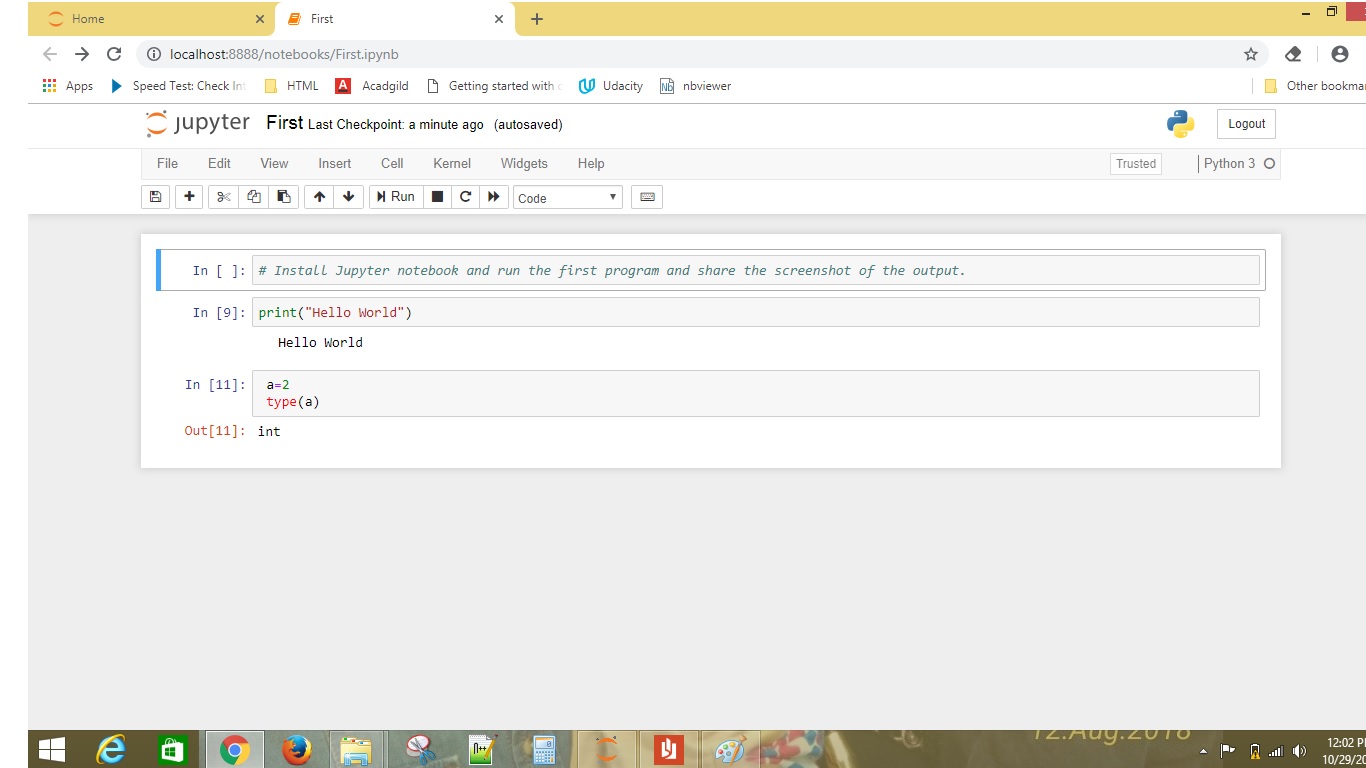 Home
First
localhost:8888/notebooks/First.ipynb
Apps Speed Test: Check Int HTML Acadgild Getting started with Udacity nbviewer Other bookma
jupyter First Last Checkpoint: a minute ago (autosaved) Logout
File Edit View Insert Cell Kernel Widgets Help Trusted Python 3
Run Code
In [ ]: # Install Jupyter notebook and run the first program and share the screenshot of the output.
In [9]: print("Hello World")
Hello World
In [11]: a=2
type(a)
Out[11]: int
12.Aug.2018
12:02 P
10/29/20